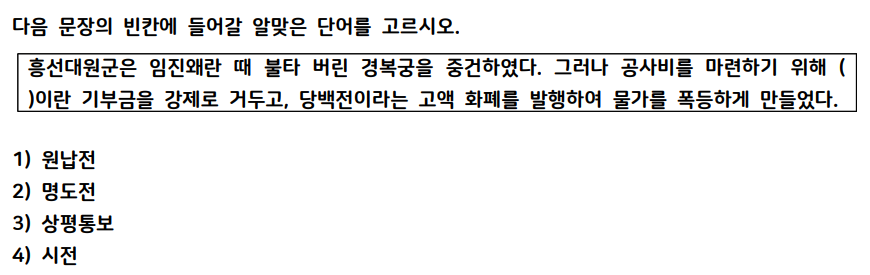 다음 문장의 빈칸에 들어갈 알맞은 단어를 고르시오.
흥선대원군은 임진왜란 때 불타 버린 경복궁을 중건하였다. 그러나 공사비를 마련하기 위해 (
)이란 기부금을 강제로 거두고, 당백전이라는 고액 화폐를 발행하여 물가를 폭등하게 만들었다.
1) 원납전
2) 명도전
3) 상평통보
4) 시전